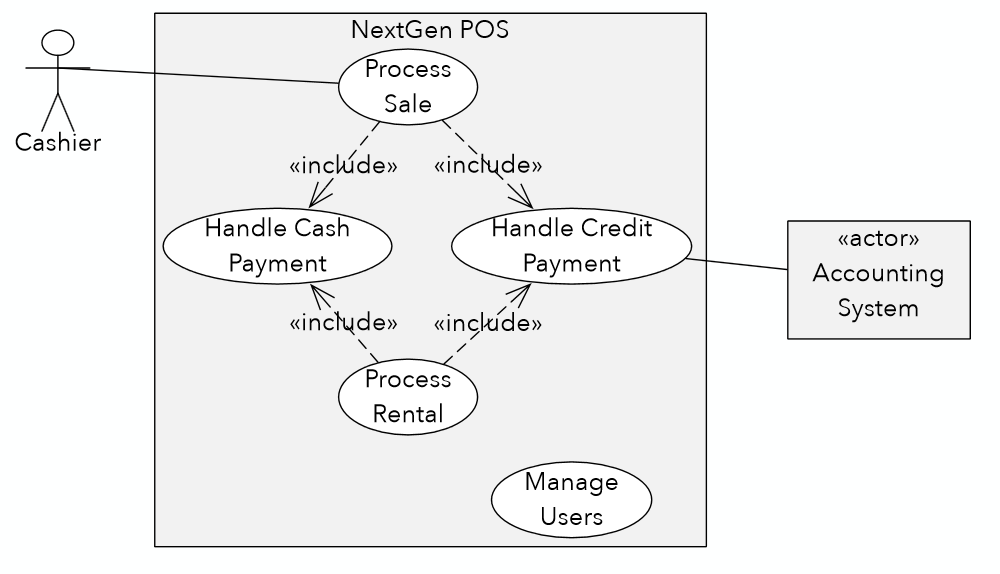 NextGen POS
Process
Sale
Cashier
«include»
«include»
Handle Cash
Payment
Handle Credit
Payment
«actor»
Accounting
System
«include»
«include»
Process
Rental
Manage
Users